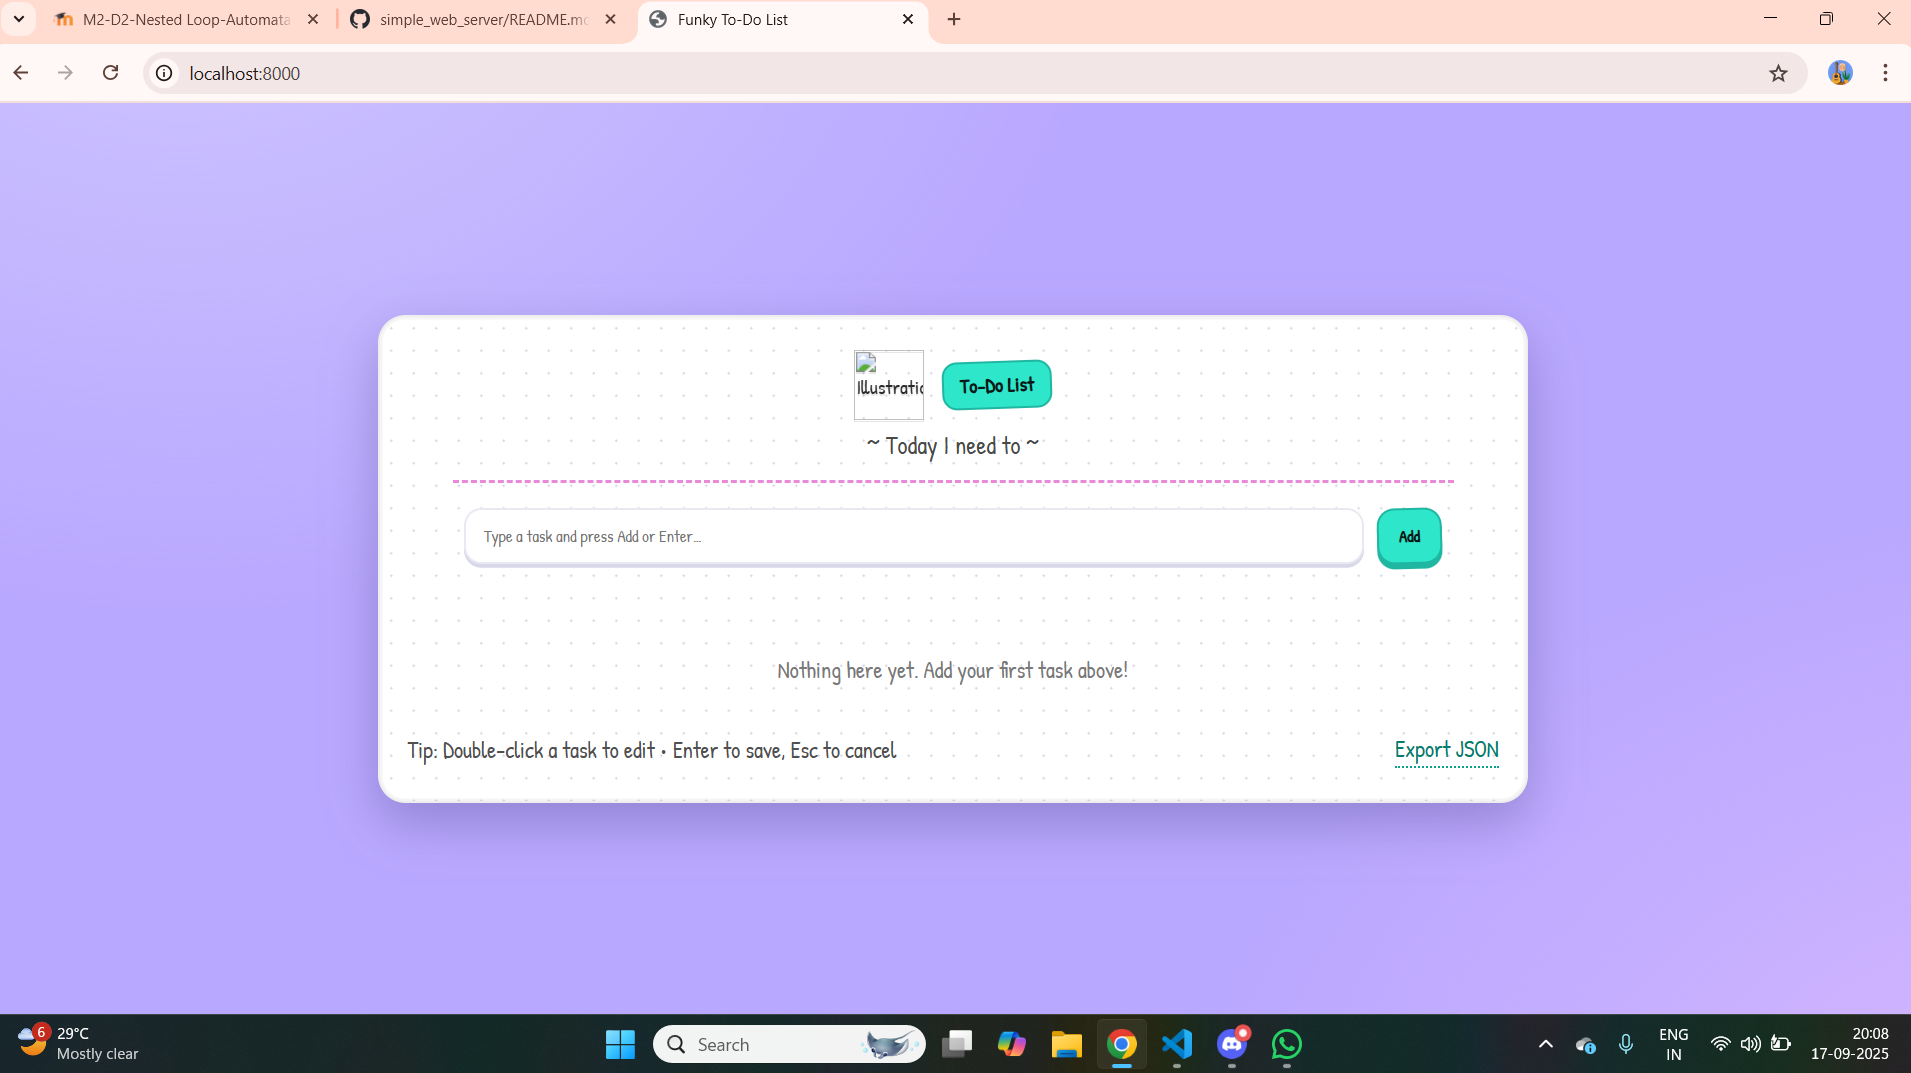 M2-D2-Nested Loop-Automata
simple_web_server/README.md
Funky To-Do List
localhost:8000
Illustratio
To-Do List
~ Today I need to ~
Type a task and press Add or Enter...
Add
Nothing here yet. Add your first task above!
Tip: Double-click a task to edit • Enter to save, Esc to cancel
Export JSON
6
29°C
Mostly clear
Search
ENG
IN
20:08
17-09-2025